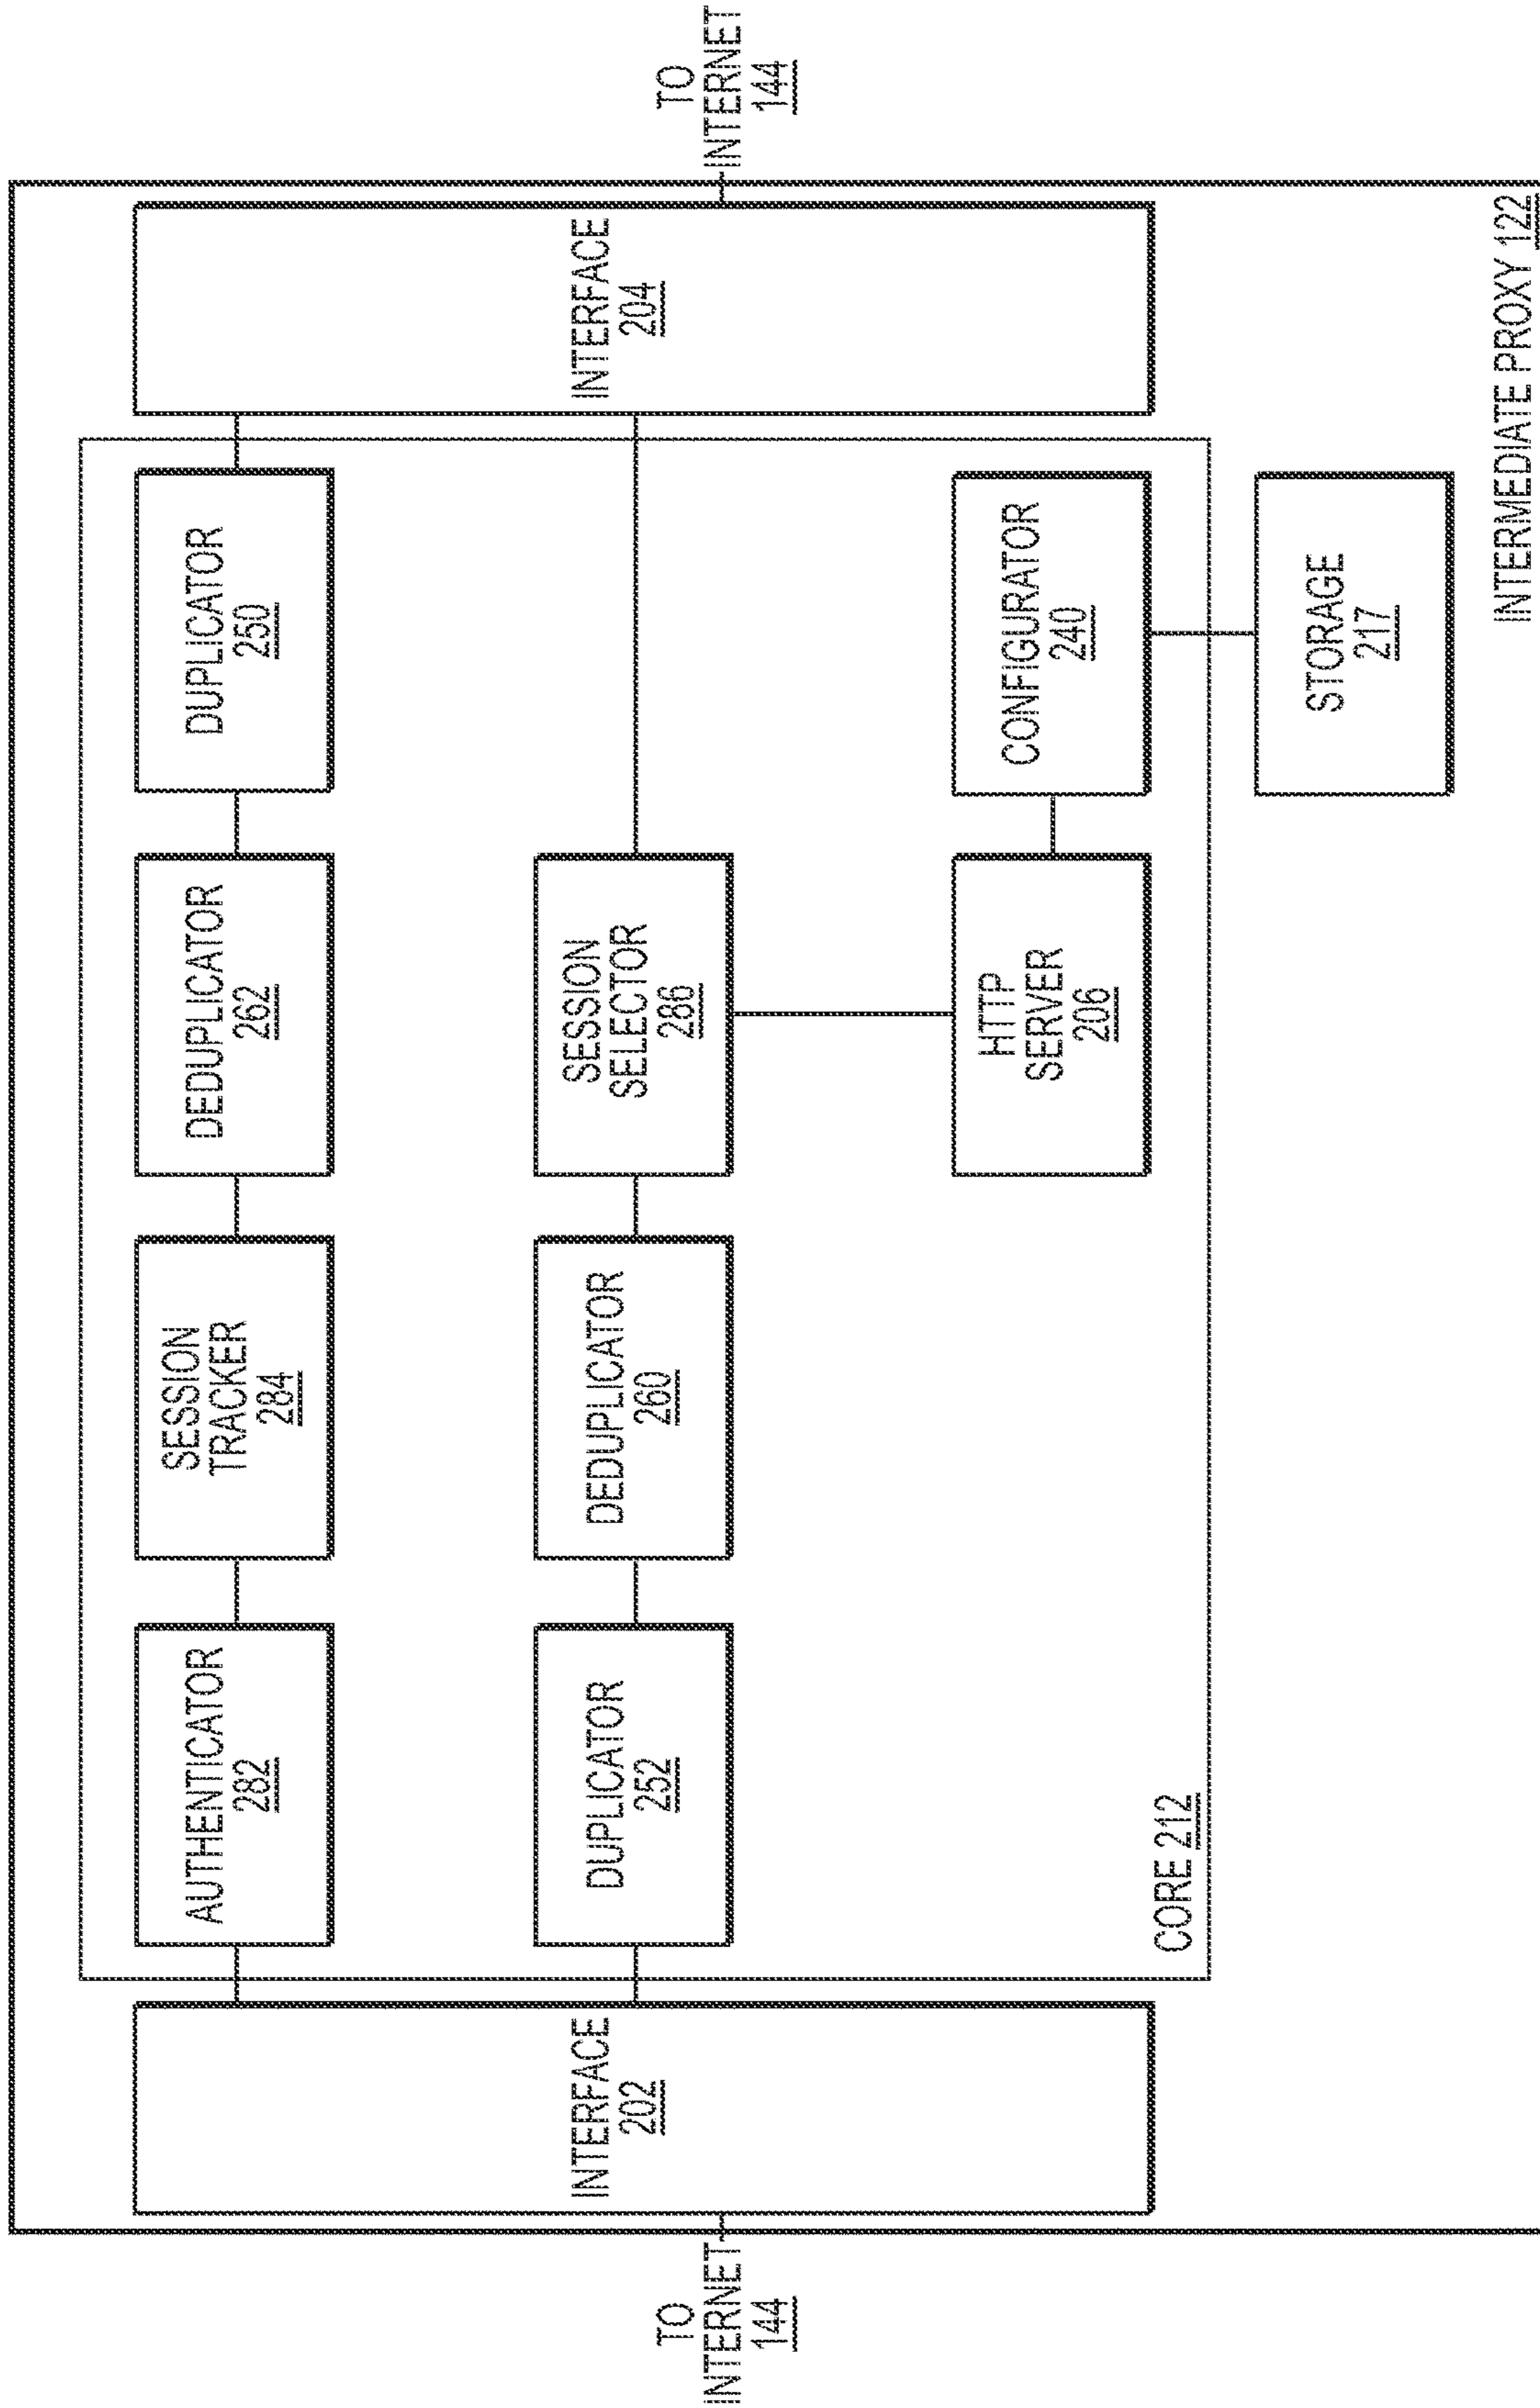 TO
INTERNET
144
INTERFACE
202
AUTHENTICATOR
282
SESSION
TRACKER
284
DEDUPLICATOR
262
DUPLICATOR
250
DUPLICATOR
252
DEDUPLICATOR
260
SESSION
SELECTOR
286
HTTP
SERVER
206
CONFIGURATOR
240
CORE 212
STORAGE
217
INTERFACE
204
TO
INTERNET
144
INTERMEDIATE PROXY 122